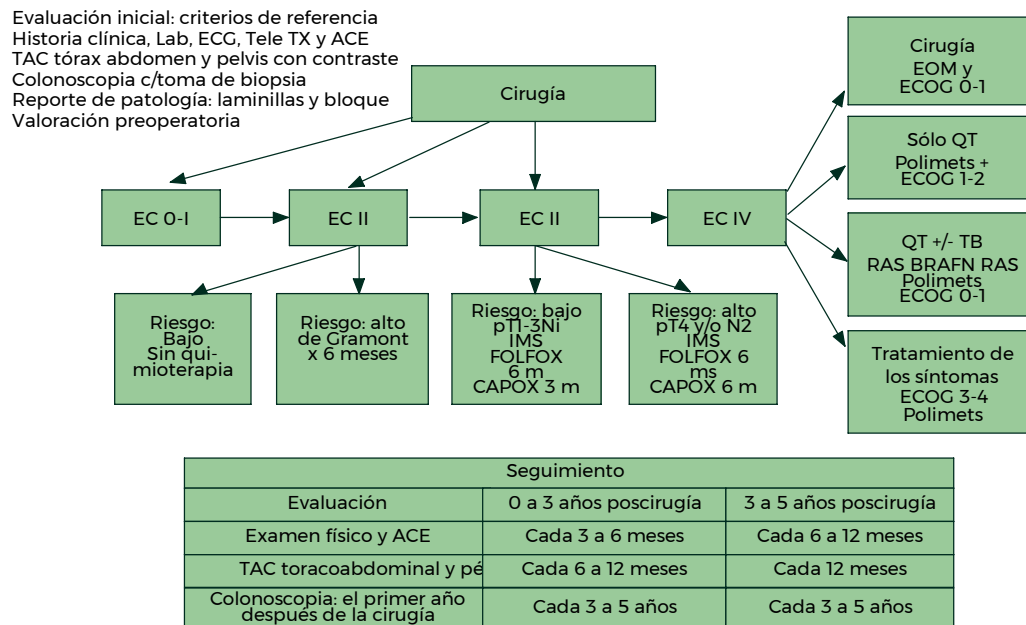 Evaluación inicial: criterios de referencia
Historia clínica, Lab, ECG, Tele TX y ACE
TAC tórax abdomen y pelvis con contraste
Colonoscopia c/toma de biopsia
Reporte de patología: laminillas y bloque
Valoración preoperatoria
Cirugía
EC 0-I
EC II
EC II
EC IV
Riesgo:
Bajo
Sin qui-
mioterapia
Riesgo: alto
de Gramont
x 6 meses
Riesgo: bajo
pT1-3Ni
IMS
FOLFOX
6 m
CAPOX 3 m
Riesgo: alto
pT4 y/o N2
IMS
FOLFOX 6
ms
CAPOX 6 m
Cirugía
EOM y
ECOG 0-1
Sólo QT
Polimets +
ECOG 1-2
QT +/- TB
RAS BRAFN RAS
Polimets
ECOG 0-1
Tratamiento de
los síntomas
ECOG 3-4
Polimets
Seguimiento
Evaluación
0 a 3 años poscirugía
3 a 5 años poscirugía
Examen físico y ACE
Cada 3 a 6 meses
Cada 6 a 12 meses
TAC toracoabdominal y pé
Cada 6 a 12 meses
Cada 12 meses
Colonoscopia: el primer año
después de la cirugía
Cada 3 a 5 años
Cada 3 a 5 años